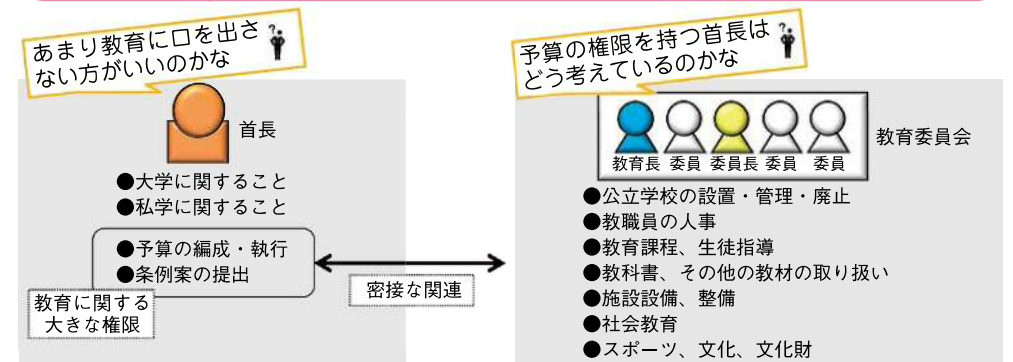 あまり教育に口を出さ
ない方がいいのかな
首長
●大学に関すること
●私学に関すること
●予算の編成・執行
●条例案の提出
教育に関する
大きな権限
密接な関連
予算の権限を持つ首長は
どう考えているのかな
教育長 委員 委員長 委員 委員
教育委員会
●公立学校の設置・管理・廃止
●教職員の人事
●教育課程、生徒指導
●教科書、その他の教材の取り扱い
●施設設備、整備
●社会教育
●スポーツ、文化、文化財